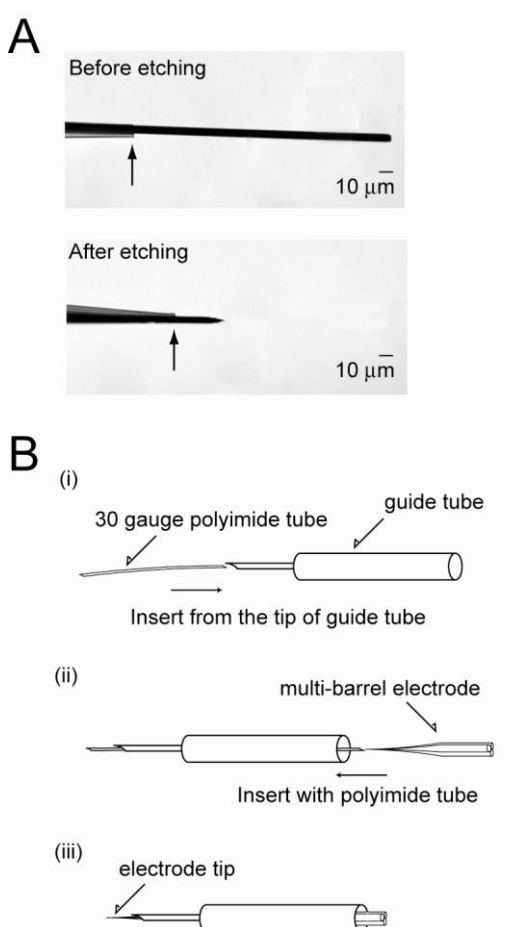 A
Before etching
10 μm
After etching
10 μm
B
(i)
30 gauge polyimide tube
guide tube
Insert from the tip of guide tube
(ii)
multi-barrel electrode
Insert with polyimide tube
(iii)
electrode tip